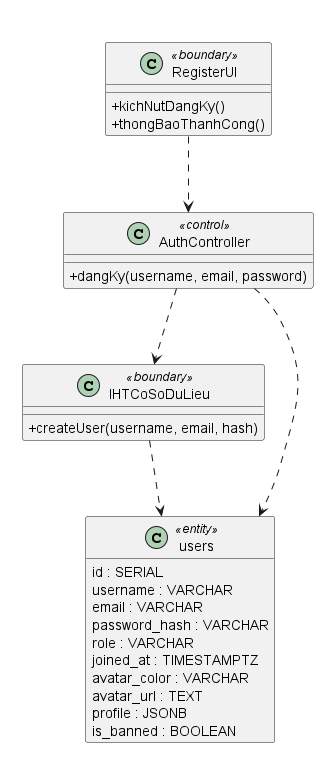 C «boundary»
RegisterUI
+kichNutDangKy()
+thongBaoThanhCong()
C «control»
AuthController
+dangKy(username, email, password)
C «boundary»
IHTCoSoDuLieu
+createUser(username, email, hash)
C «entity»
users
id : SERIAL
username : VARCHAR
email : VARCHAR
password_hash : VARCHAR
role : VARCHAR
joined_at : TIMESTAMPTZ
avatar_color : VARCHAR
avatar_url : TEXT
profile : JSONB
is_banned : BOOLEAN